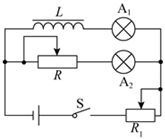 L A₁
R A₂
S R₁